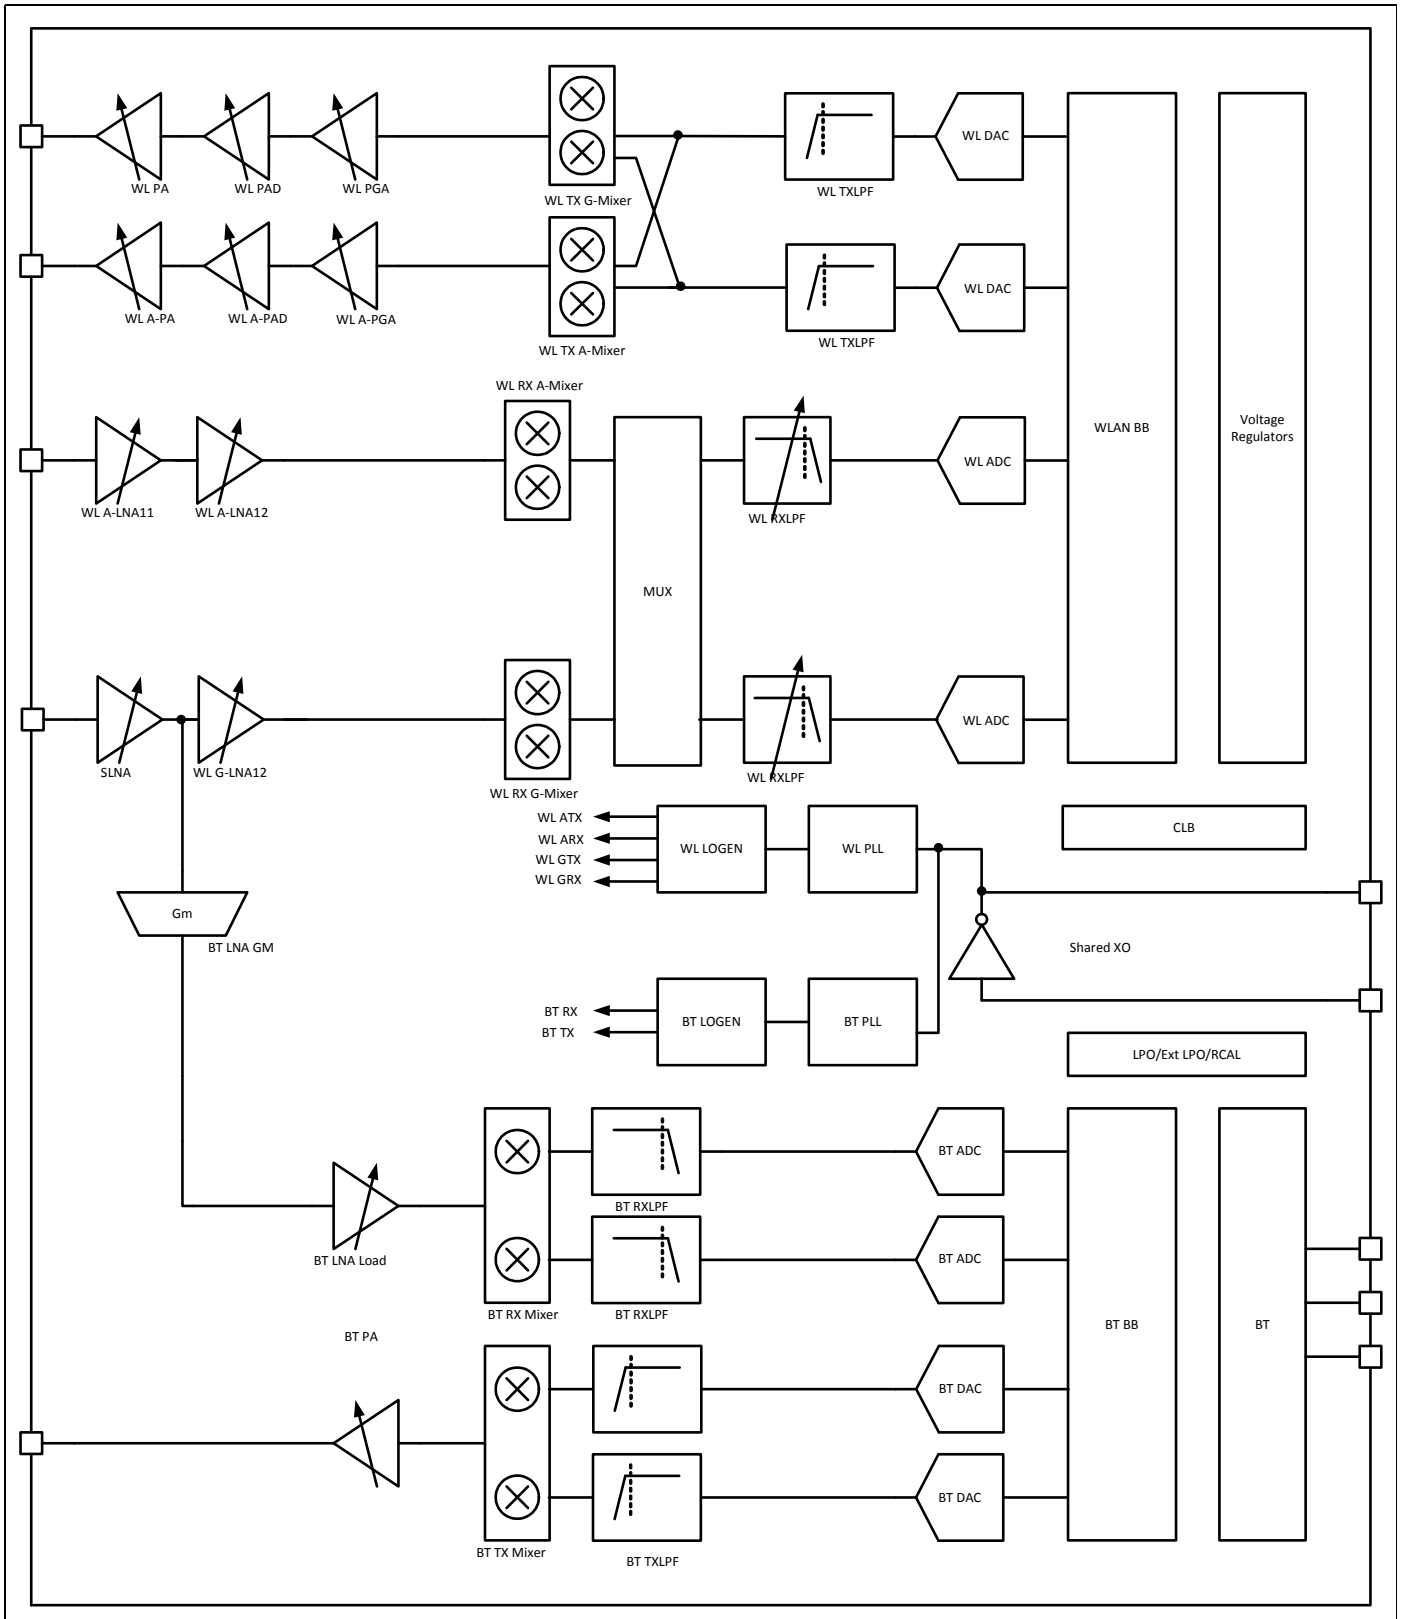 WL PA
WL PAD
WL PGA
WL TX G-Mixer
WL TXLPF
WL DAC
WL A-PA
WL A-PAD
WL A-PGA
WL TX A-Mixer
WL TXLPF
WL DAC
WL RX A-Mixer
WL A-LNA11
WL A-LNA12
WL RXLPF
WL ADC
WLAN BB
Voltage
Regulators
MUX
SLNA
WL G-LNA12
WL RX G-Mixer
WL RXLPF
WL ADC
WL ATX
WL ARX
WL GTX
WL GRX
WL LOGEN
WL PLL
CLB
Gm
BT LNA GM
Shared XO
BT RX
BT TX
BT LOGEN
BT PLL
LPO/Ext LPO/RCAL
BT LNA Load
BT RX Mixer
BT RXLPF
BT ADC
BT RXLPF
BT ADC
BT BB
BT
BT PA
BT TX Mixer
BT DAC
BT TXLPF
BT DAC